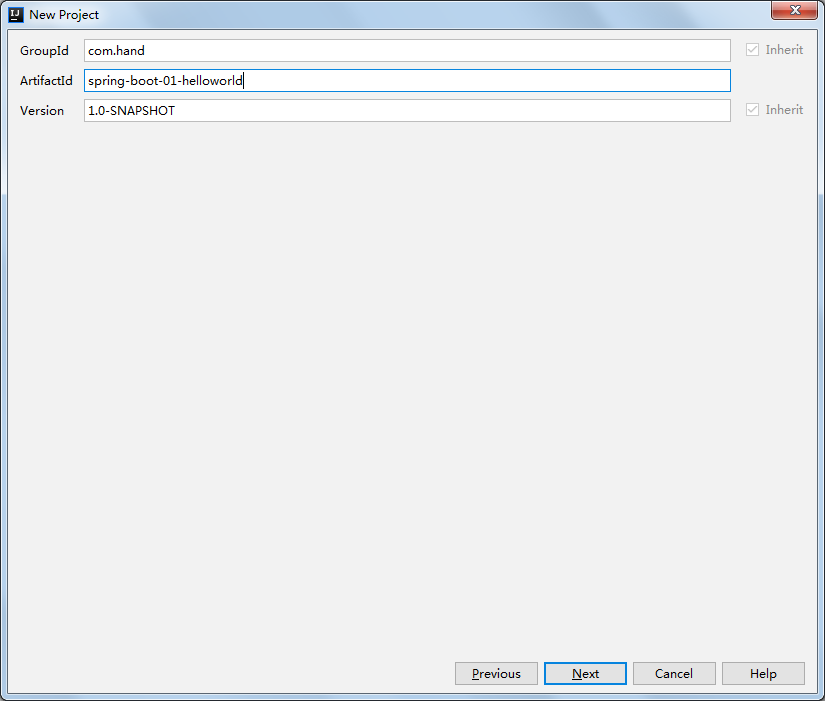 IJ New Project
GroupId com.hand Inherit
ArtifactId spring-boot-01-helloworld
Version 1.0-SNAPSHOT Inherit
Previous Next Cancel Help